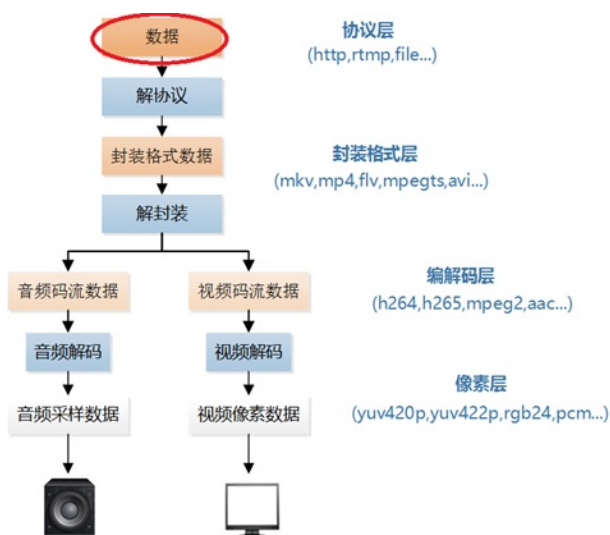 数据
协议层
(http,rtmp,file...)
解协议
封装格式数据
封装格式层
(mkv,mp4,flv,mpegts,avi...)
解封装
音频码流数据
视频码流数据
编解码层
(h264,h265,mpeg2,aac...)
音频解码
视频解码
像素层
音频采样数据
视频像素数据
(yuv420p,yuv422p,rgb24,pcm...)